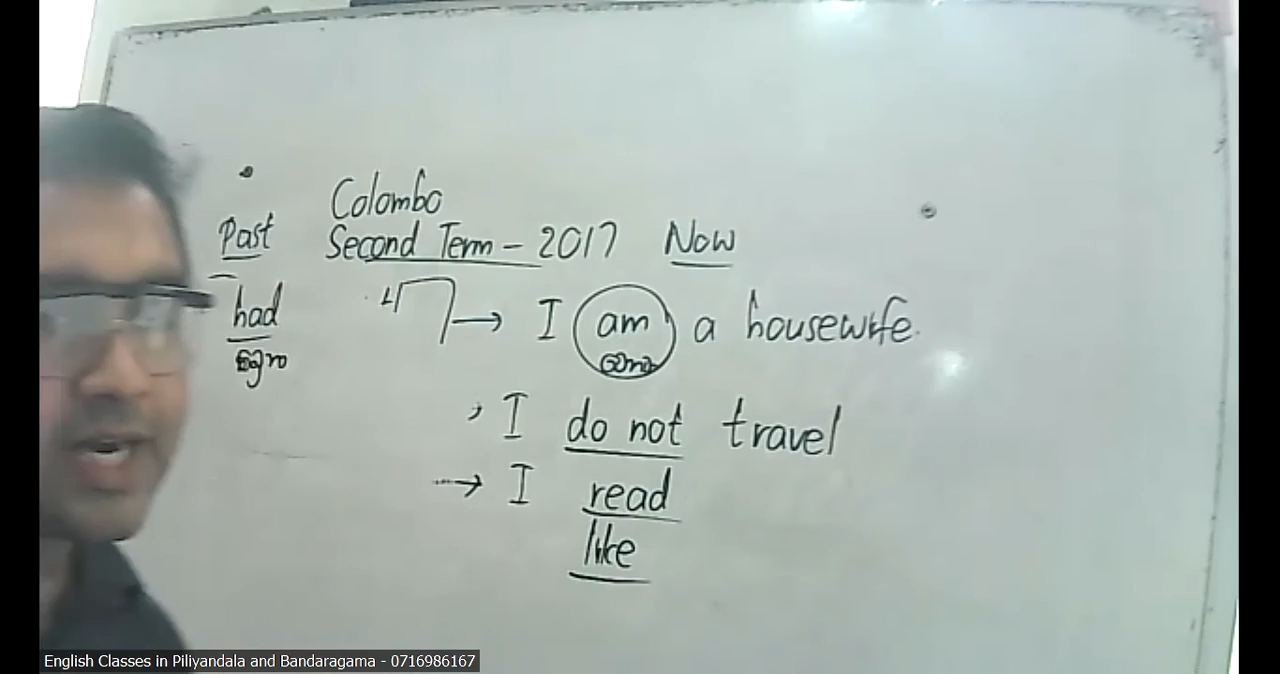 Colombo
Past Second Term - 2017 Now
had 47 → I am a housewife.
I do not travel
→ I read
like
English Classes in Piliyandala and Bandaragama - 0716986167